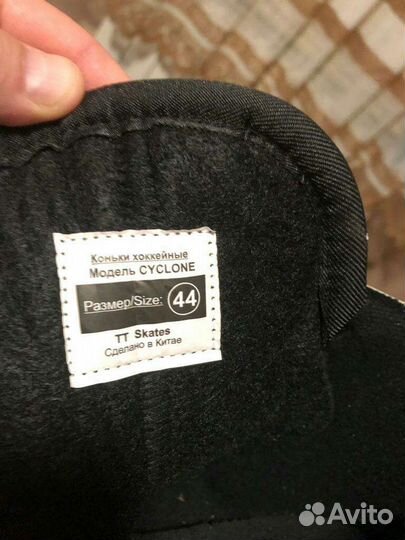 Коньки хоккейные
Модель CYCLONE
Размер/Size: 44
TT Skates
Сделано в Китае
Avito